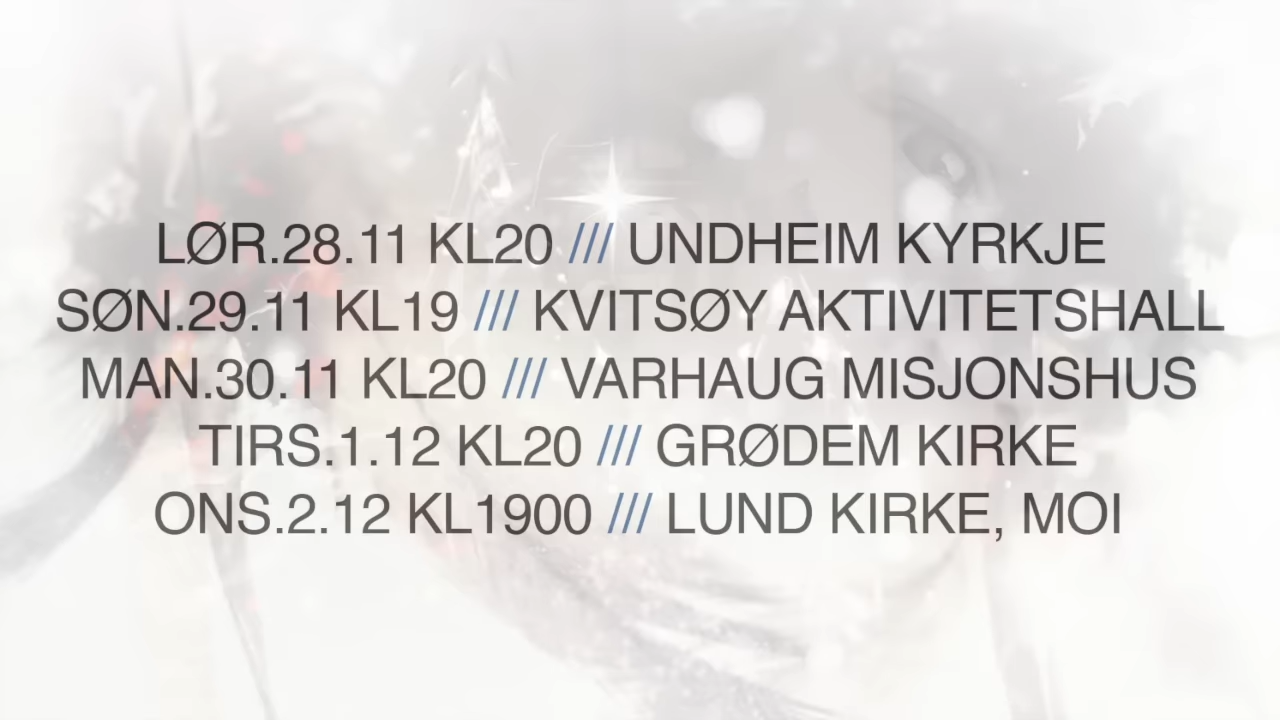 LØR.28.11 KL20 /// UNDHEIM KYRKJE
SØN.29.11 KL19 /// KVITSØY AKTIVITETSHALL
MAN.30.11 KL20 /// VARHAUG MISJONSHUS
TIRS.1.12 KL20 /// GRØDEM KIRKE
ONS.2.12 KL1900 /// LUND KIRKE, MOI